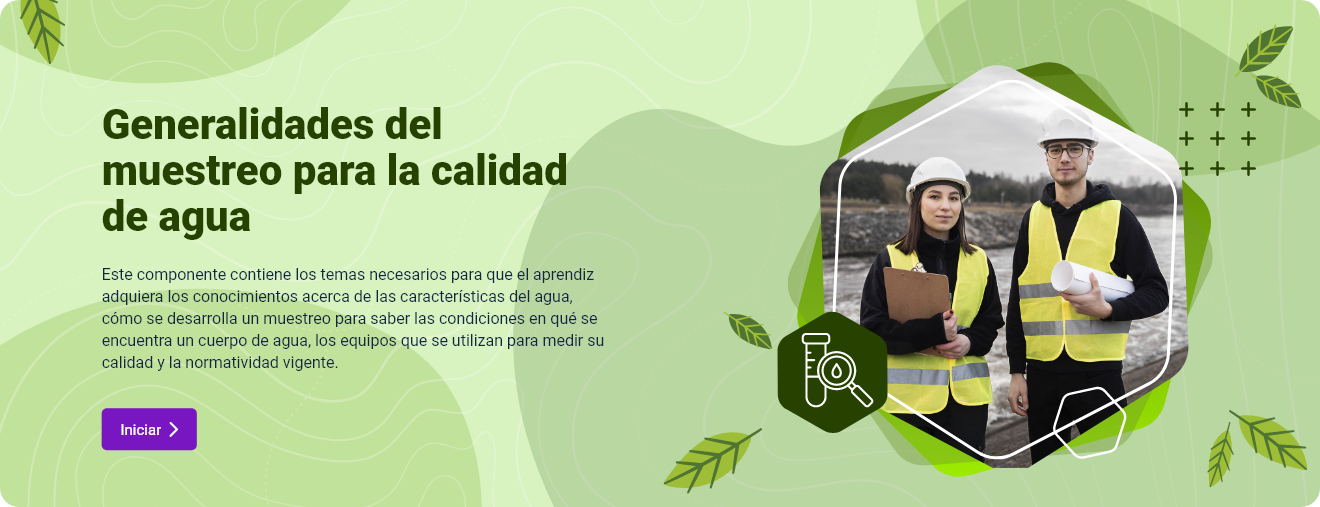 Generalidades del
muestreo para la calidad
de agua
Este componente contiene los temas necesarios para que el aprendiz
adquiera los conocimientos acerca de las características del agua,
cómo se desarrolla un muestreo para saber las condiciones en qué se
encuentra un cuerpo de agua, los equipos que se utilizan para medir su
calidad y la normatividad vigente.
Iniciar